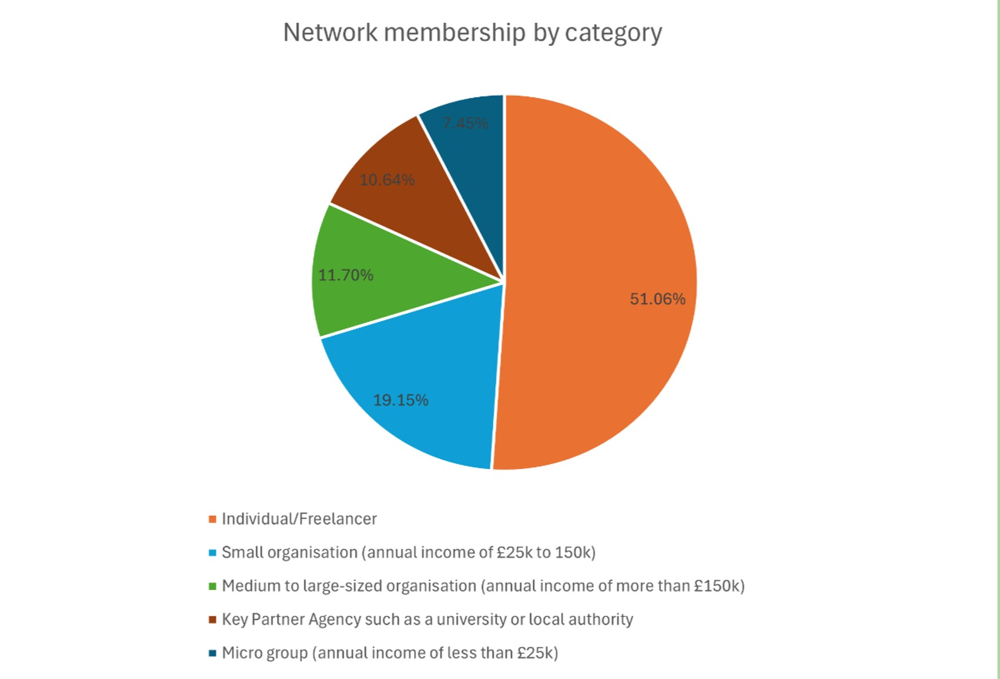 Network membership by category
7.45%
10.64%
11.70%
51.06%
19.15%
Individual/Freelancer
Small organisation (annual income of £25k to 150k)
Medium to large-sized organisation (annual income of more than £150k)
Key Partner Agency such as a university or local authority
Micro group (annual income of less than £25k)